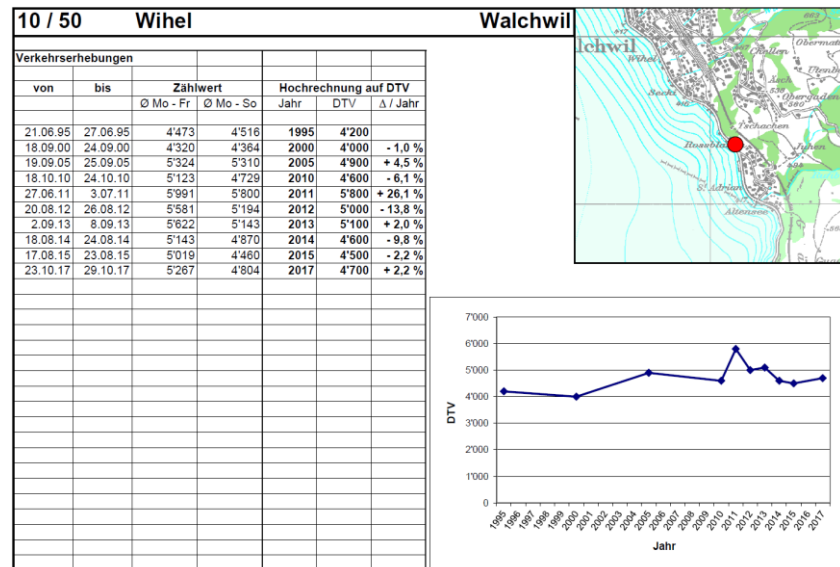 10 / 50 Wihel Walchwil
Verkehrserhebungen
von bis Zählwert Hochrechnung auf DTV
Ø Mo - Fr Ø Mo - So Jahr DTV Δ / Jahr
21.06.95 27.06.95 4'473 4'516 1995 4'200
18.09.00 24.09.00 4'320 4'364 2000 4'000 - 1,0 %
19.09.05 25.09.05 5'324 5'310 2005 4'900 + 4,5 %
18.10.10 24.10.10 5'123 4'729 2010 4'600 - 6,1 %
27.06.11 3.07.11 5'991 5'800 2011 5'800 + 26,1 %
20.08.12 26.08.12 5'581 5'194 2012 5'000 - 13,8 %
2.09.13 8.09.13 5'622 5'143 2013 5'100 + 2,0 %
18.08.14 24.08.14 5'143 4'870 2014 4'600 - 9,8 %
17.08.15 23.08.15 5'019 4'460 2015 4'500 - 2,2 %
23.10.17 29.10.17 5'267 4'804 2017 4'700 + 2,2 %
lchwil
Wihel
Tschachen
St Adrian
7'000
6'000
5'000
4'000
3'000
2'000
1'000
0
DTV
1995 1996 1997 1998 1999 2000 2001 2002 2003 2004 2005 2006 2007 2008 2009 2010 2011 2012 2013 2014 2015 2016 2017
Jahr